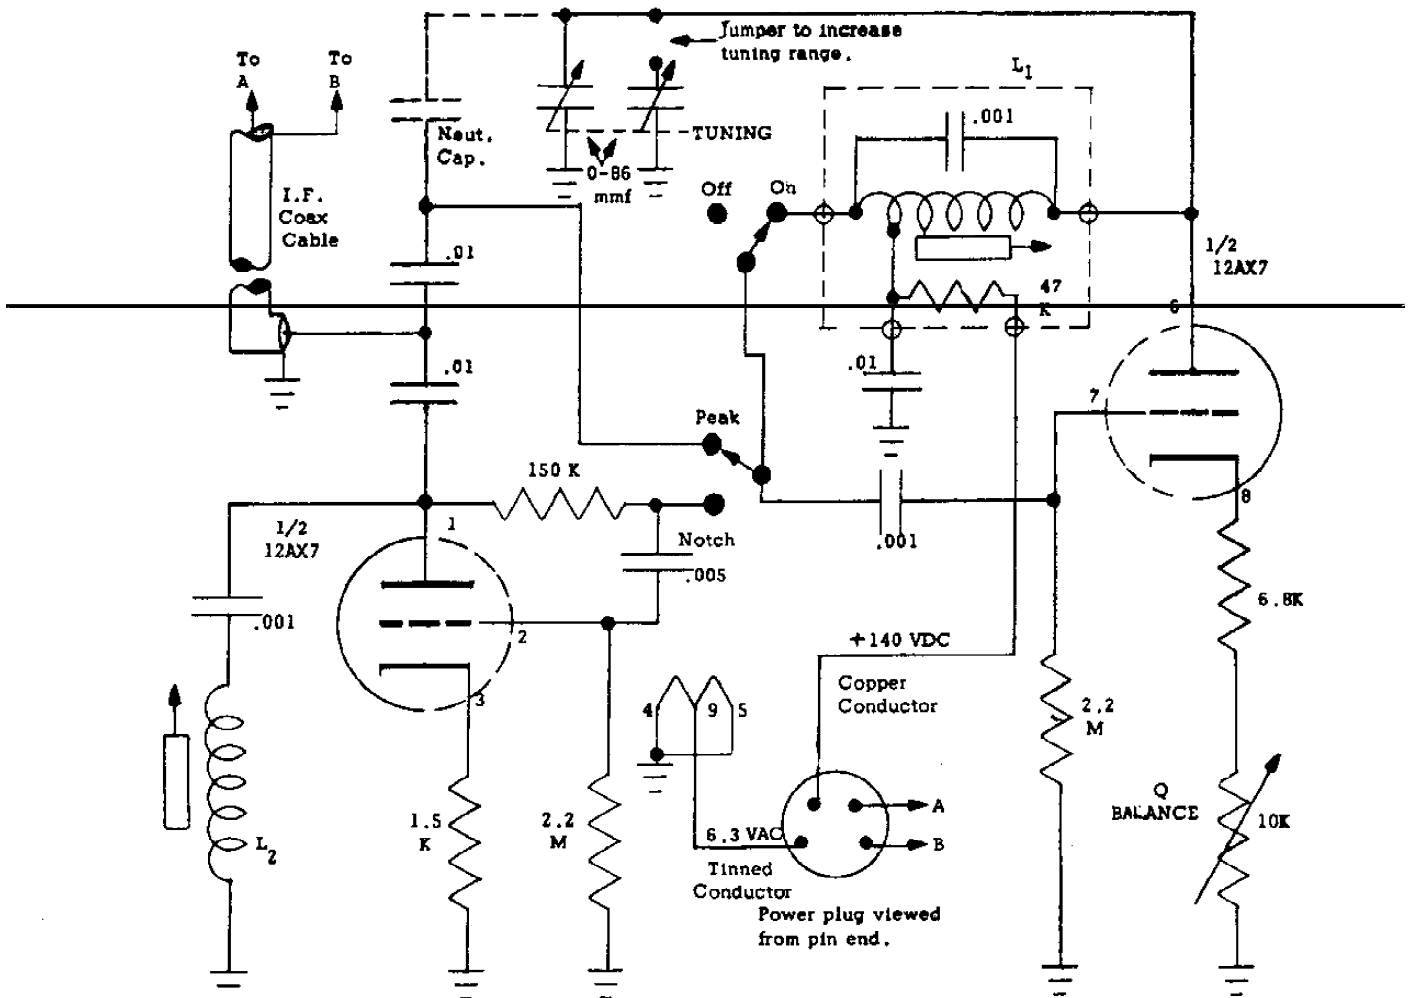 Jumper to increase
tuning range.
To
A
To
B
L1
.001
Neut.
Cap.
TUNING
0-86
mmf
Off
On
I.F.
Coax
Cable
.01
1/2
12AX7
47
K
6
.01
.01
7
Peak
150 K
8
1/2
12AX7
1
Notch
.001
.005
6.8K
.001
2
+140 VDC
3
Copper
Conductor
4
9
5
2.2
M
Q
BALANCE
10K
1.5
K
2.2
M
6.3 VAC
A
B
L2
Tinned
Conductor
Power plug viewed
from pin end.